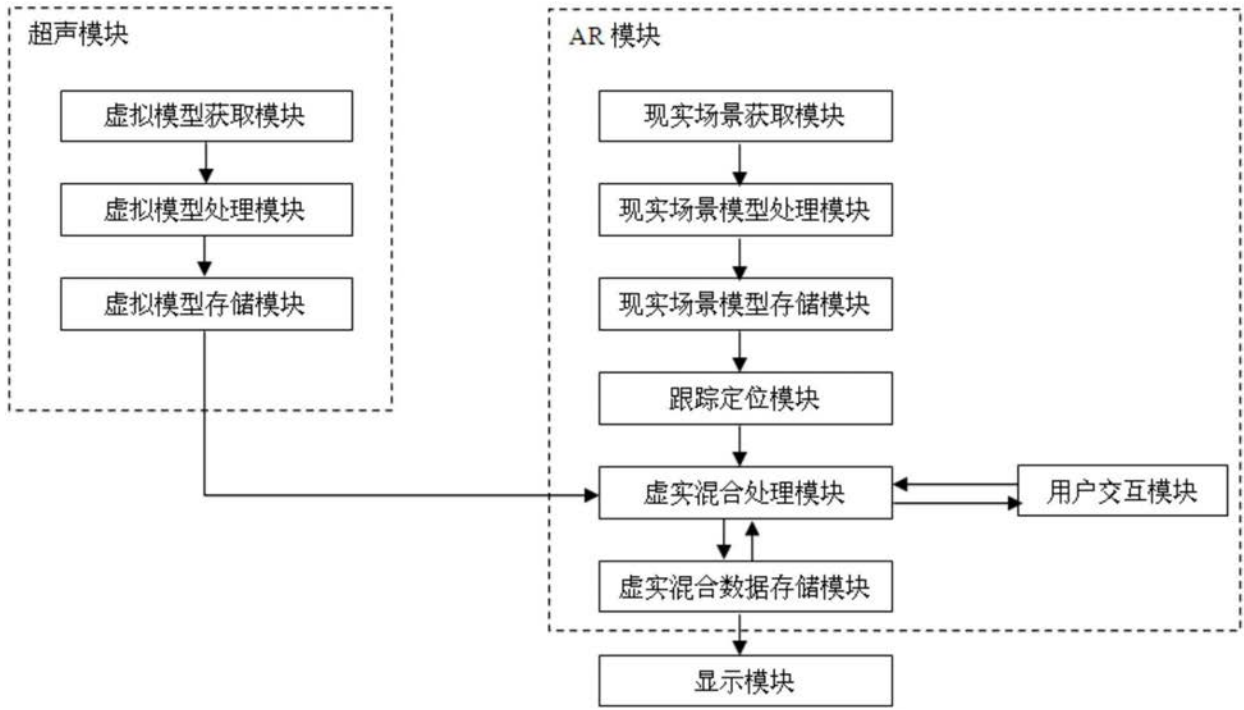 超声模块
虚拟模型获取模块
虚拟模型处理模块
虚拟模型存储模块
AR 模块
现实场景获取模块
现实场景模型处理模块
现实场景模型存储模块
跟踪定位模块
虚实混合处理模块
用户交互模块
虚实混合数据存储模块
显示模块